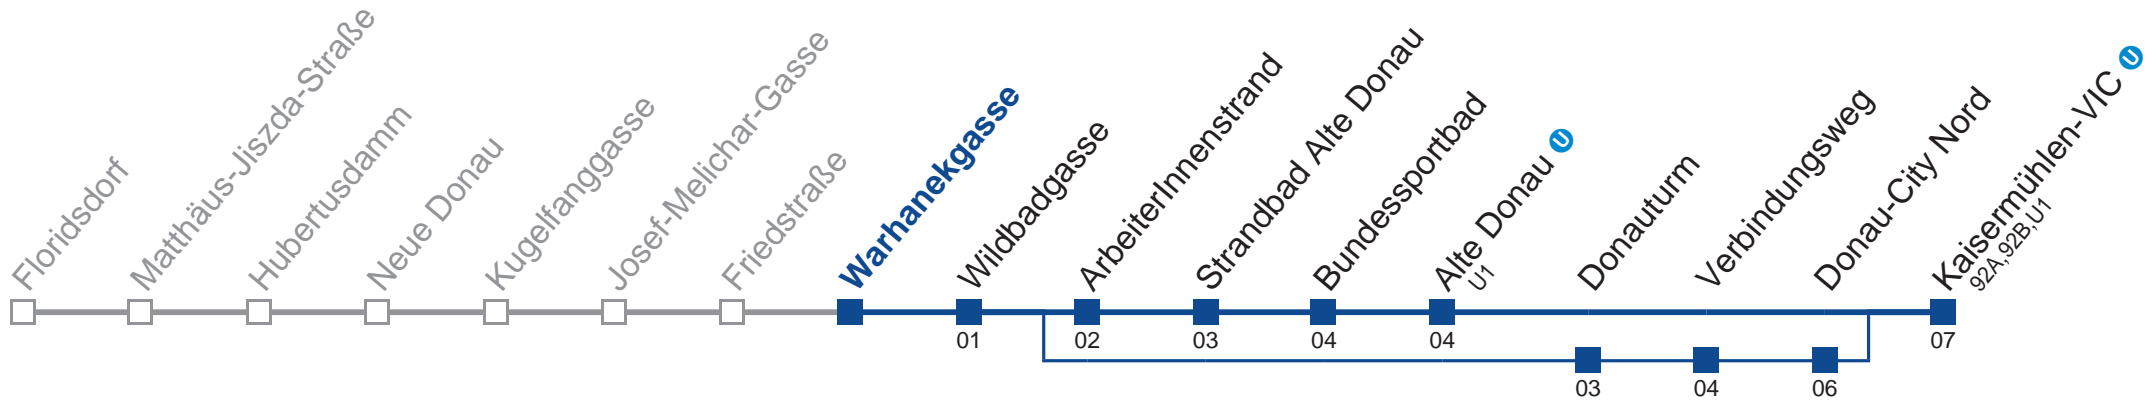 Floridsdorf
Matthäus-Jiszda-Straße
Hubertusdamm
Neue Donau
Kugelfanggasse
Josef-Melichar-Gasse
Friedstraße
Warhanekgasse
Wildbadgasse
ArbeiterInnenstrand
Strandbad Alte Donau
Bundessportbad
Alte Donau U
U1
Donauturm
Verbindungsweg
Donau-City Nord
Kaisermühlen-VIC U
92A,92B,U1
01
02
03
04
04
07
03
04
06